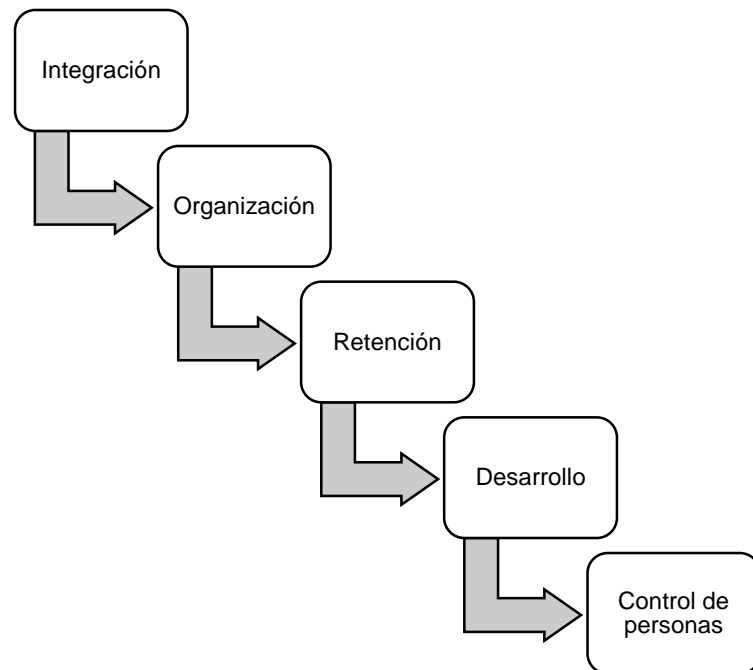 Integración
Organización
Retención
Desarrollo
Control de
personas